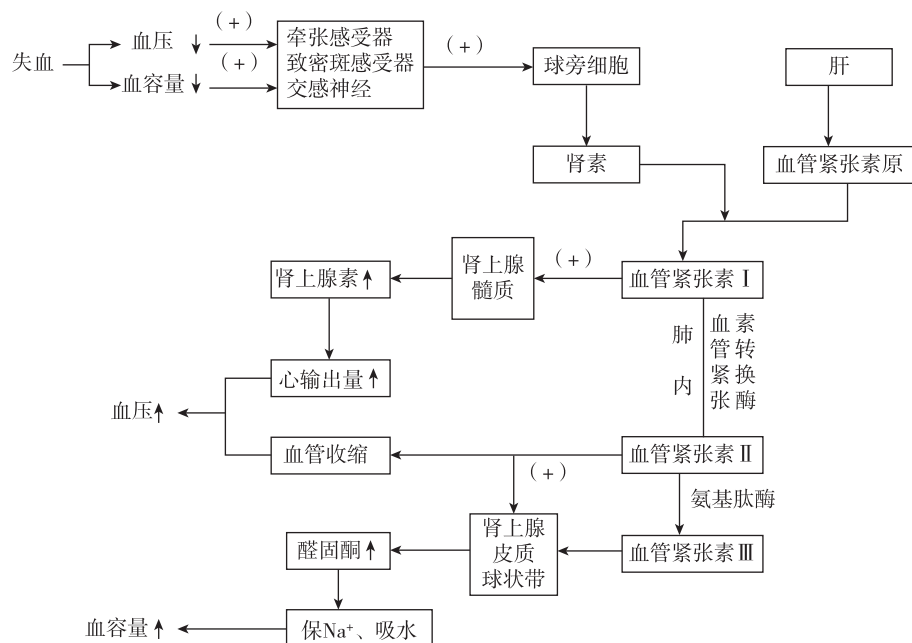 失血
血压
血容量
(+)
(+)
牵张感受器
致密斑感受器
交感神经
(+)
球旁细胞
肝
肾素
血管紧张素原
肾上腺素
肾上腺
髓质
(+)
血管紧张素Ⅰ
肺内
血管紧张
素转换酶
心输出量
血压
血管收缩
(+)
血管紧张素Ⅱ
氨基肽酶
醛固酮
肾上腺
皮质
球状带
血管紧张素Ⅲ
血容量
保Na⁺、吸水